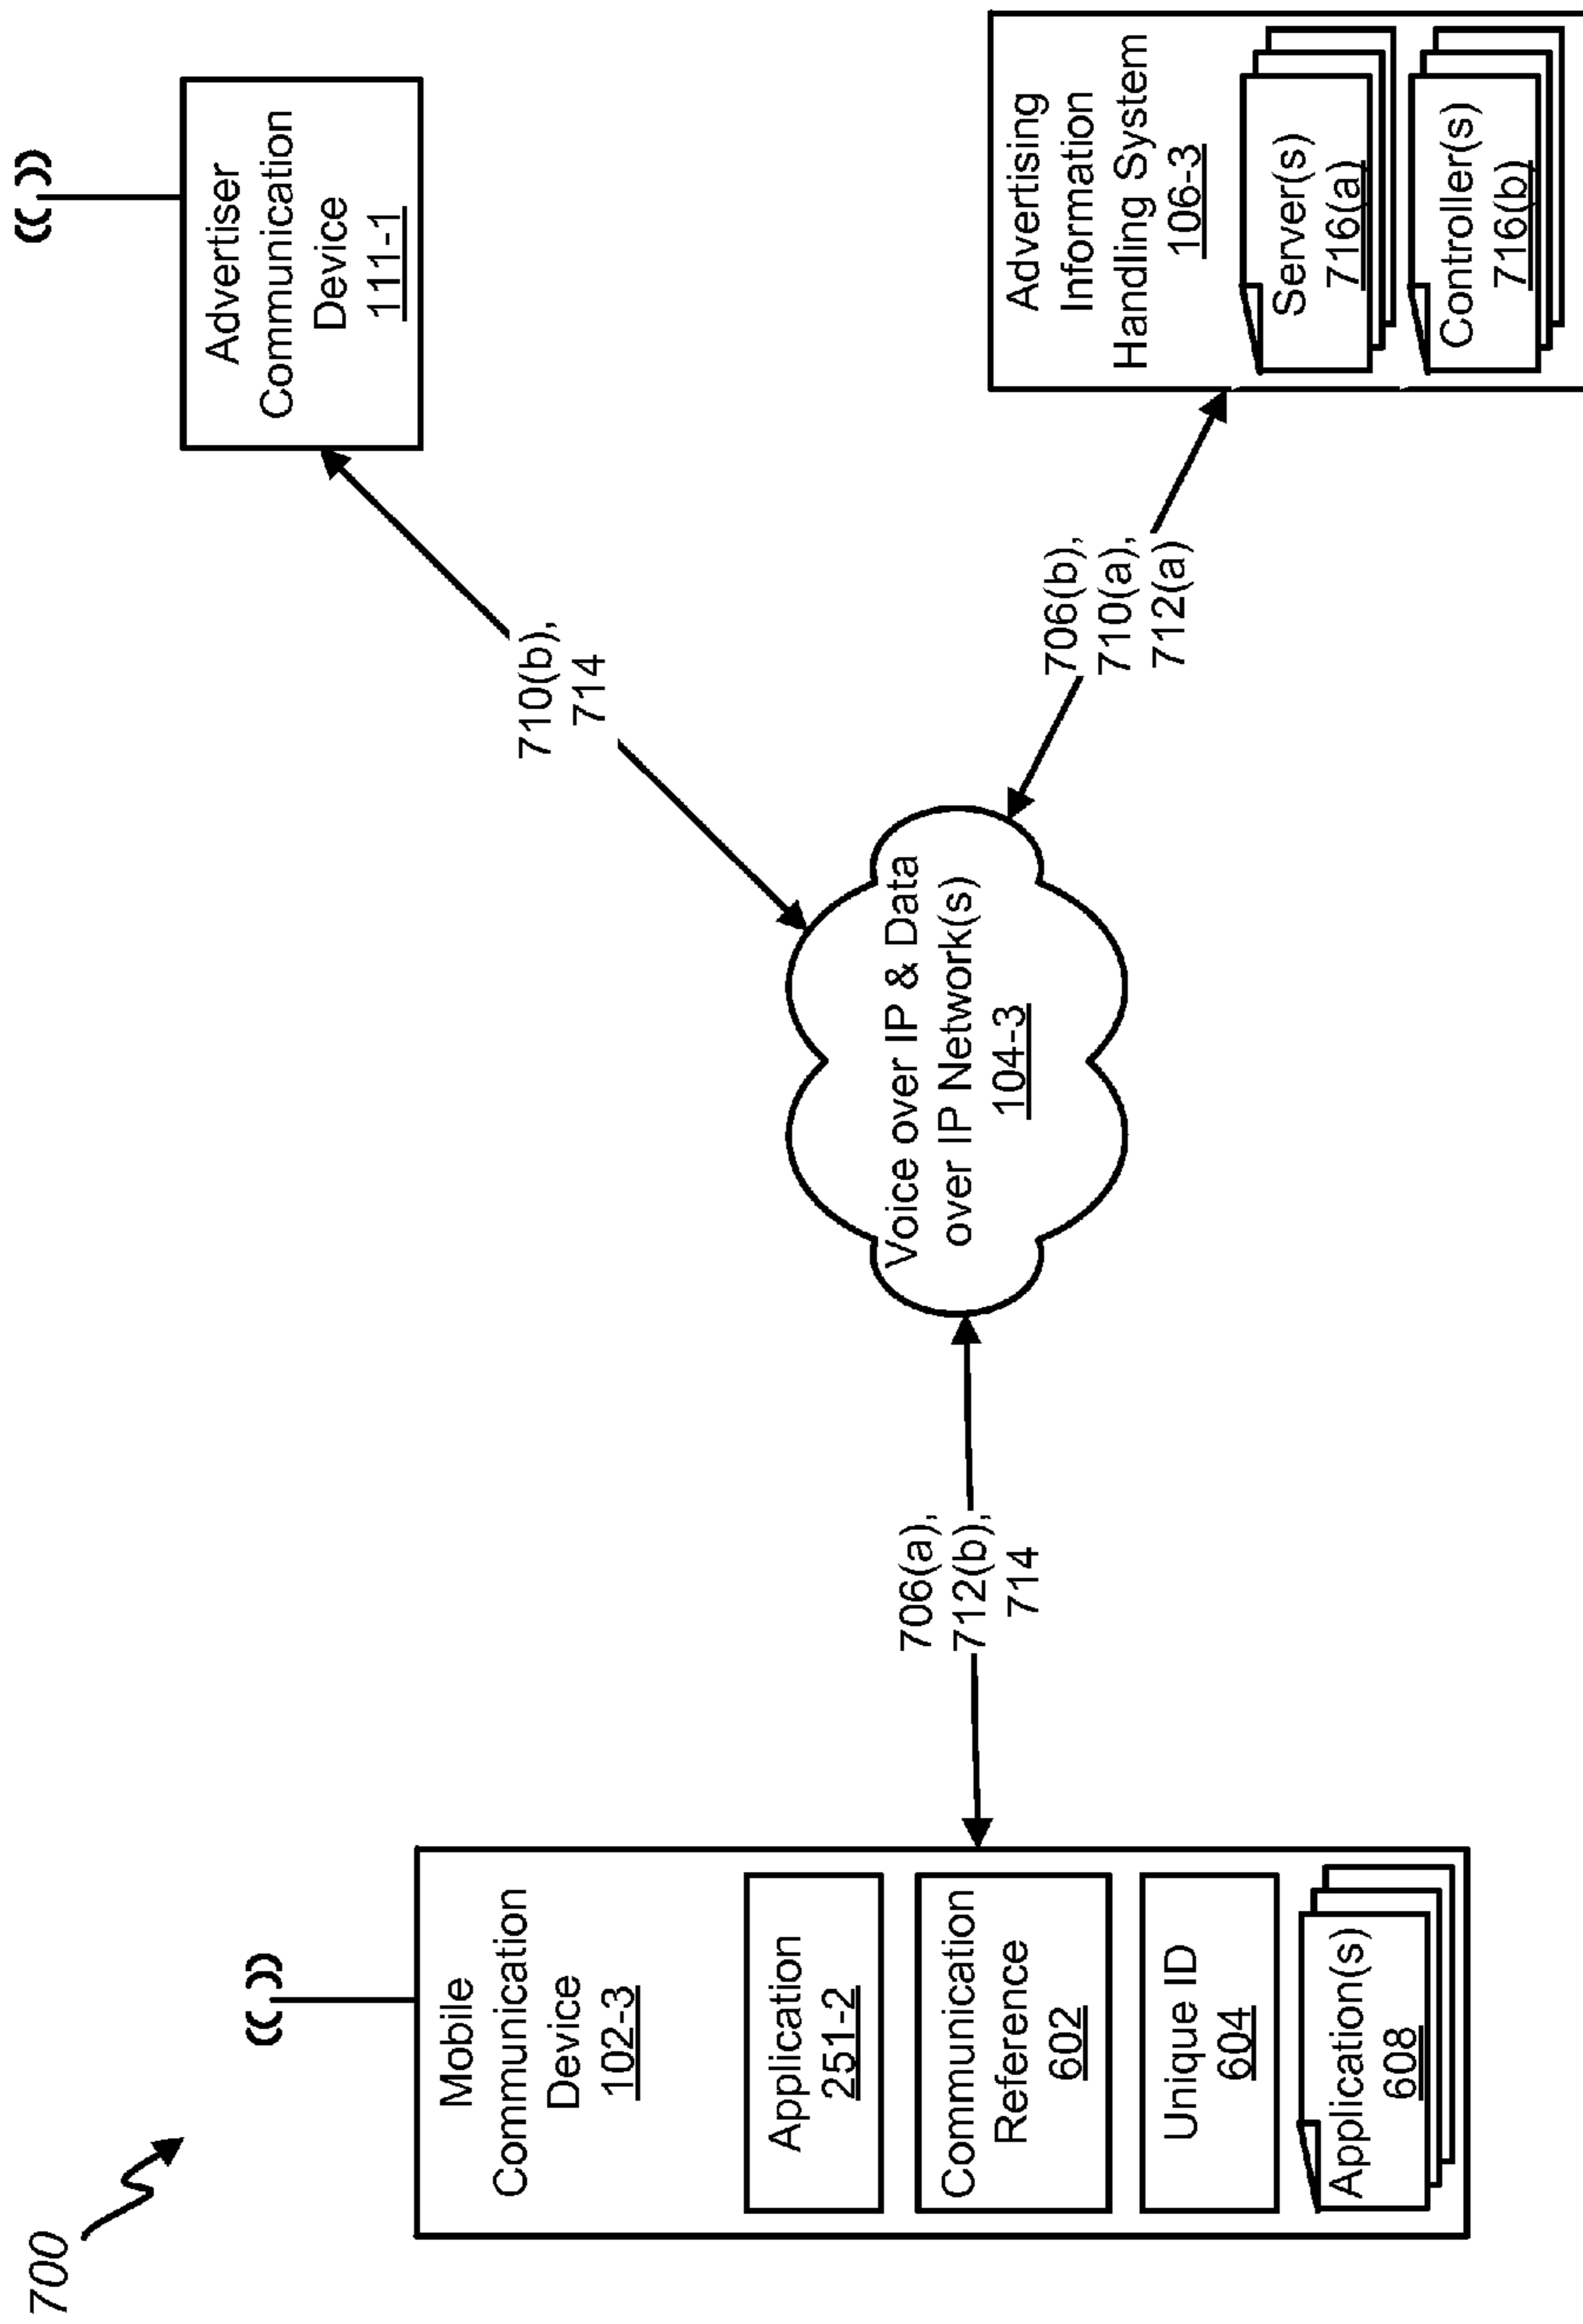 700
Mobile
Communication
Device
102-3
Application
251-2
Communication
Reference
602
Unique ID
604
Application(s)
608
706(a),
712(b),
714
Voice over IP & Data
over IP Network(s)
104-3
710(b),
714
706(b),
710(a),
712(a)
Advertiser
Communication
Device
111-1
Advertising
Information
Handling System
106-3
Server(s)
716(a)
Controller(s)
716(b)